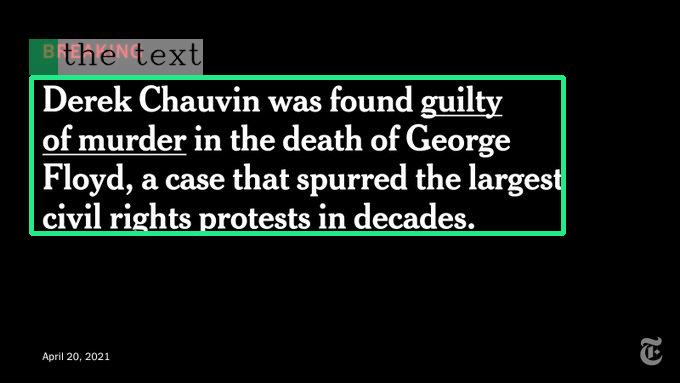 BREAKING
the text
Derek Chauvin was found guilty
of murder in the death of George
Floyd, a case that spurred the largest
civil rights protests in decades.
April 20, 2021
T